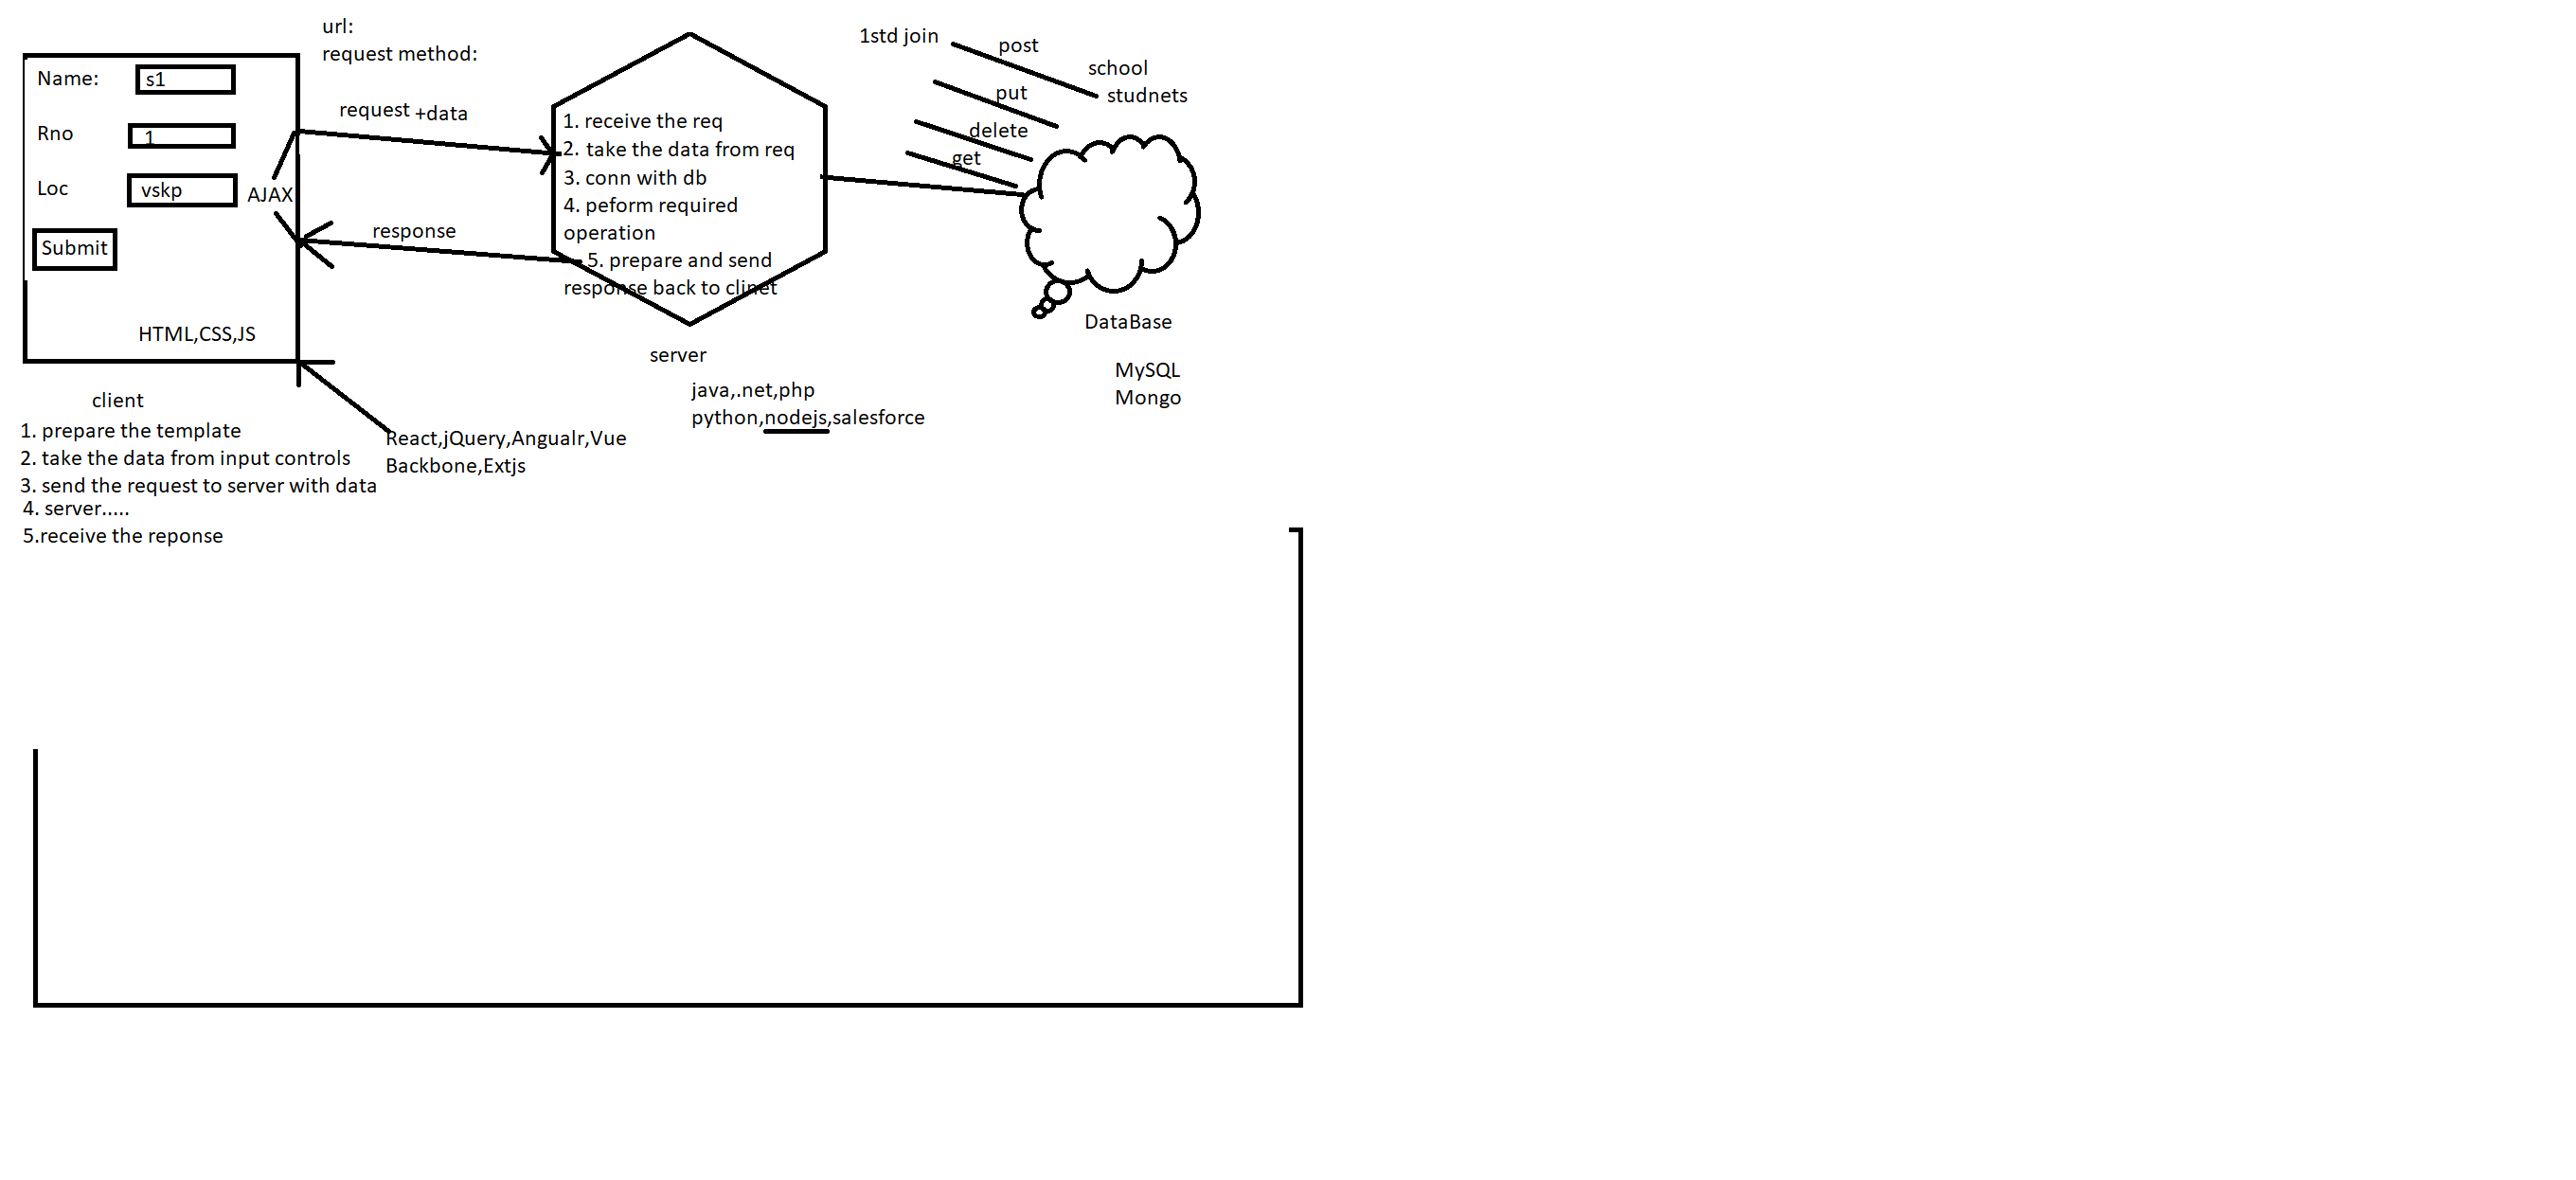 url:
request method:
Name:
s1
Rno
1
Loc
vskp
AJAX
Submit
HTML,CSS,JS
client
1. prepare the template
2. take the data from input controls
3. send the request to server with data
4. server.....
5.receive the reponse
request +data
response
React,jQuery,Angualr,Vue
Backbone,Extjs
1. receive the req
2. take the data from req
3. conn with db
4. peform required
operation
5. prepare and send
response back to clinet
server
java,.net,php
python,nodejs,salesforce
1std join
post
put
delete
get
school
studnets
DataBase
MySQL
Mongo